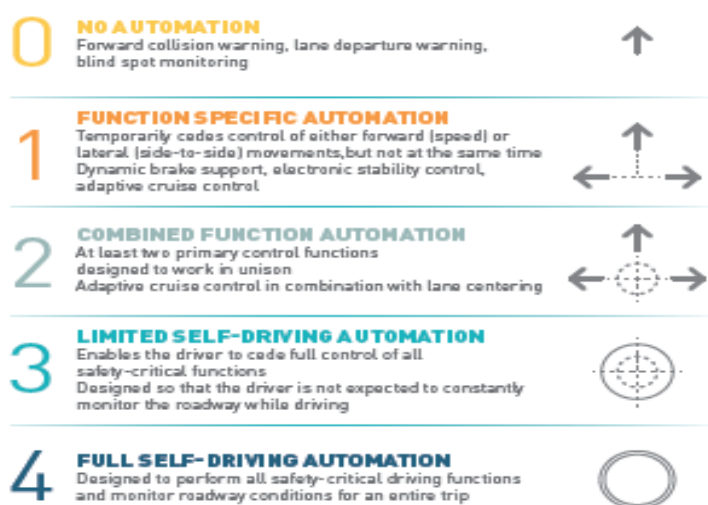 0
NO AUTOMATION
Forward collision warning, lane departure warning,
blind spot monitoring
1
FUNCTION SPECIFIC AUTOMATION
Temporarily cedes control of either forward (speed) or
lateral (side-to-side) movements,but not at the same time
Dynamic brake support, electronic stability control,
adaptive cruise control
2
COMBINED FUNCTION AUTOMATION
At least two primary control functions
designed to work in unison
Adaptive cruise control in combination with lane centering
3
LIMITED SELF-DRIVING AUTOMATION
Enables the driver to cede full control of all
safety-critical functions
Designed so that the driver is not expected to constantly
monitor the roadway while driving
4
FULL SELF-DRIVING AUTOMATION
Designed to perform all safety-critical driving functions
and monitor roadway conditions for an entire trip